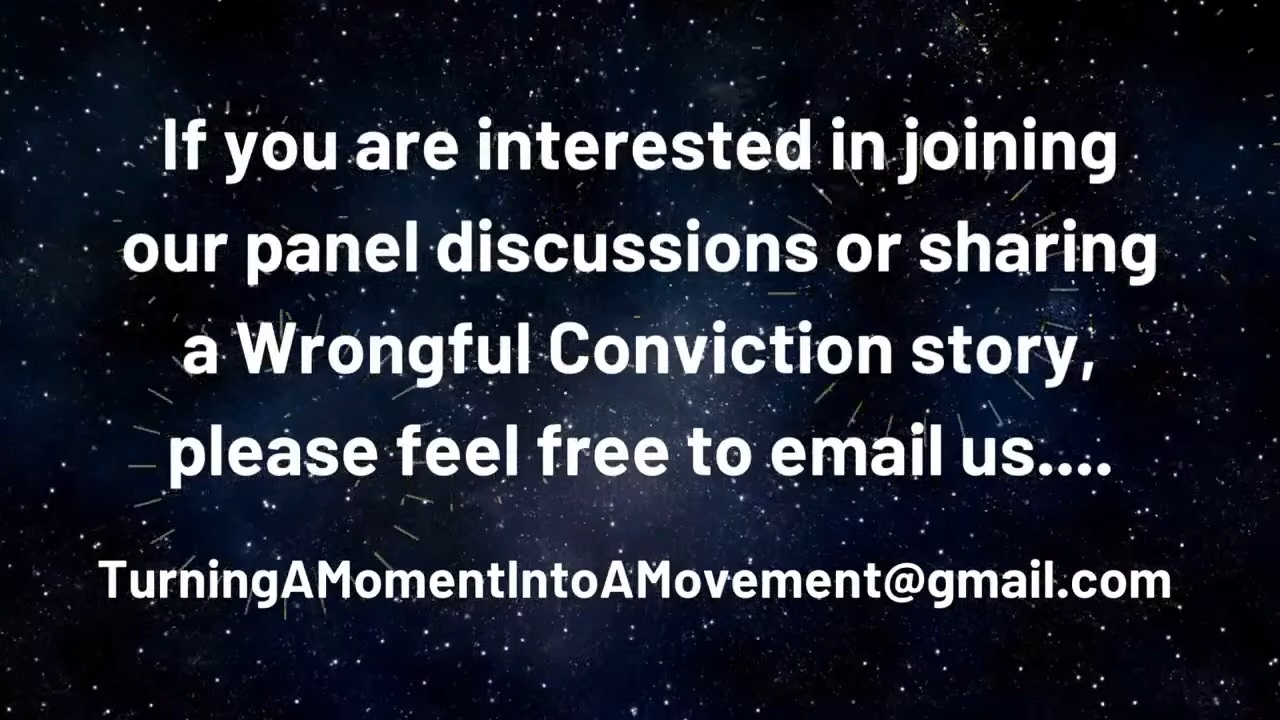 If you are interested in joining
our panel discussions or sharing
a Wrongful Conviction story,
please feel free to email us....
TurningAMomentIntoAMovement@gmail.com